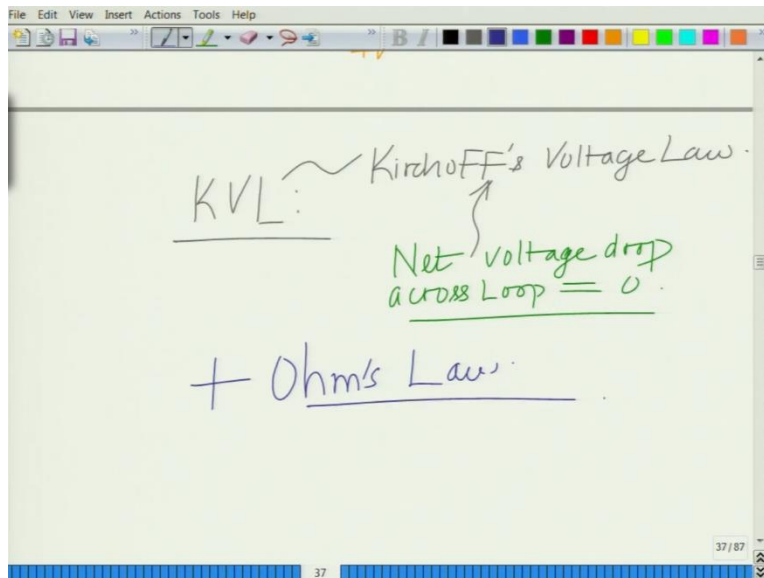 File Edit View Insert Actions Tools Help
B I
KVL: Kirchoff's Voltage Law.
Net voltage drop
across Loop = 0.
+ Ohm's Law.
37/87
37